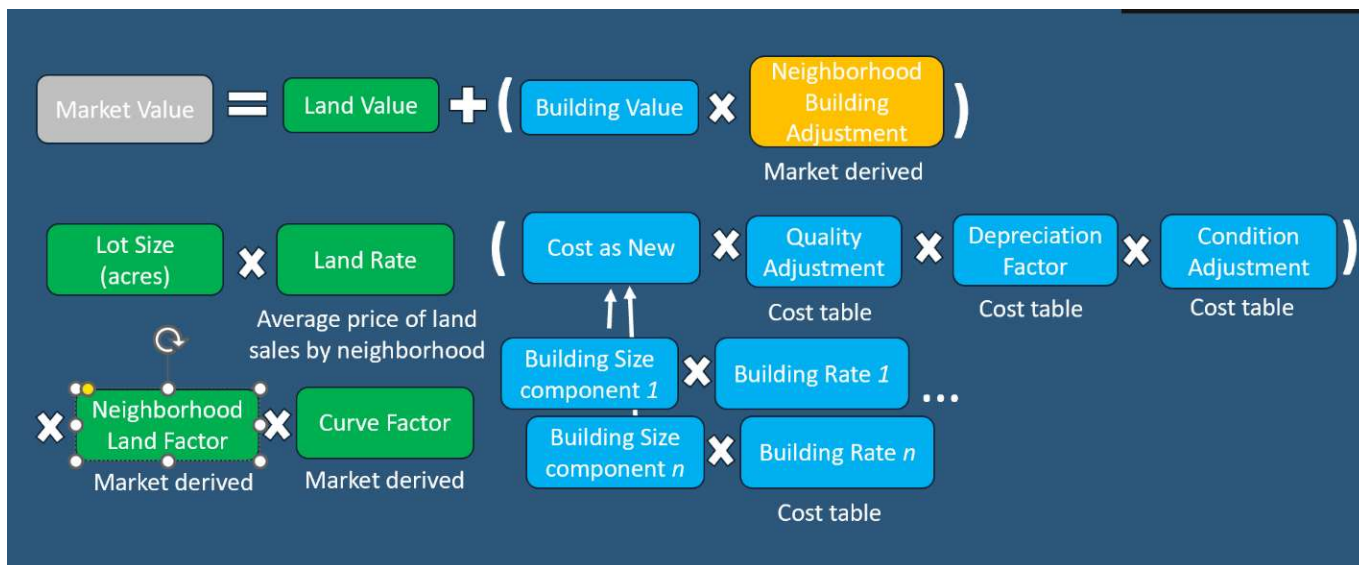 Market Value
=
Land Value
+
(
Building Value
×
Neighborhood
Building
Adjustment
)
Market derived
Lot Size
(acres)
×
Land Rate
Average price of land
sales by neighborhood
(
Cost as New
×
Quality
Adjustment
Cost table
×
Depreciation
Factor
Cost table
×
Condition
Adjustment
Cost table
)
×
Neighborhood
Land Factor
Market derived
×
Curve Factor
Market derived
Building Size
component 1
×
Building Rate 1
...
Building Size
component n
×
Building Rate n
Cost table